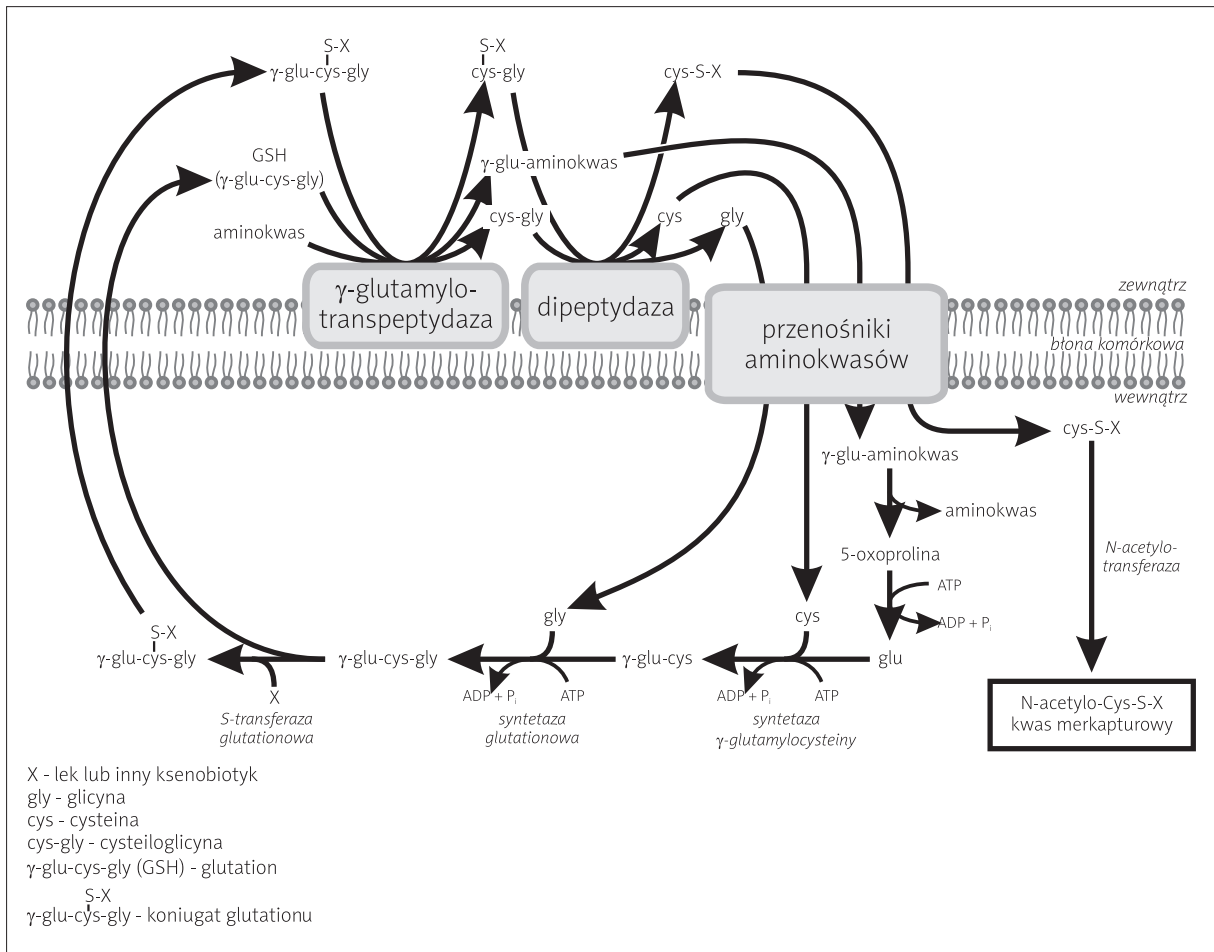 S-X
γ-glu-cys-gly
S-X
cys-gly
cys-S-X
GSH
(γ-glu-cys-gly)
γ-glu-aminokwas
aminokwas
cys-gly
cys
gly
γ-glutamylo-
transpeptydaza
dipeptydaza
przenośniki
aminokwasów
zewnątrz
błona komórkowa
wewnątrz
cys-S-X
γ-glu-aminokwas
aminokwas
5-oxoprolina
N-acetylo-
transferaza
ATP
ADP + Pi
gly
cys
S-X
γ-glu-cys-gly
γ-glu-cys-gly
γ-glu-cys
glu
X
ADP + Pi
ATP
ADP + Pi
ATP
S-transferaza
glutationowa
syntetaza
glutationowa
syntetaza
γ-glutamylocysteiny
N-acetylo-Cys-S-X
kwas merkapturowy
X - lek lub inny ksenobiotyk
gly - glicyna
cys - cysteina
cys-gly - cysteiloglicyna
γ-glu-cys-gly (GSH) - glutation
S-X
γ-glu-cys-gly - koniugat glutationu